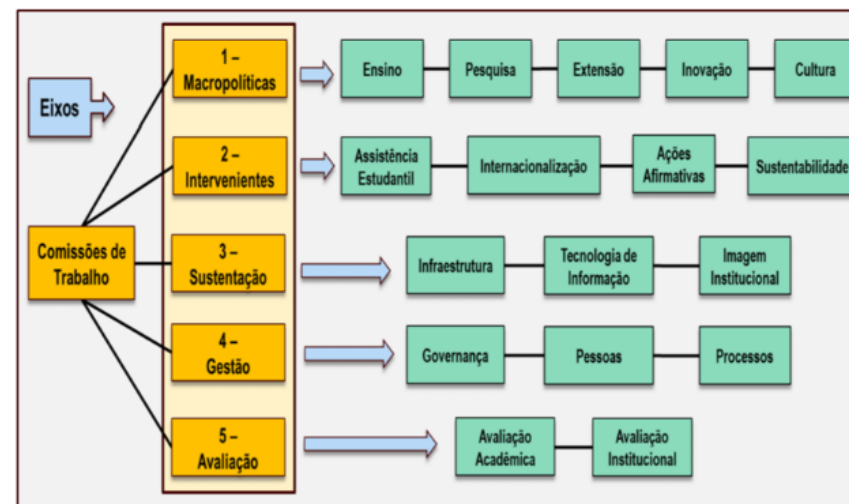 Eixos
Comissões de
Trabalho
1 –
Macropolíticas
Ensino
Pesquisa
Extensão
Inovação
Cultura
2 –
Intervenientes
Assistência
Estudantil
Internacionalização
Ações
Afirmativas
Sustentabilidade
3 –
Sustentação
Infraestrutura
Tecnologia de
Informação
Imagem
Institucional
4 –
Gestão
Governança
Pessoas
Processos
5 –
Avaliação
Avaliação
Acadêmica
Avaliação
Institucional